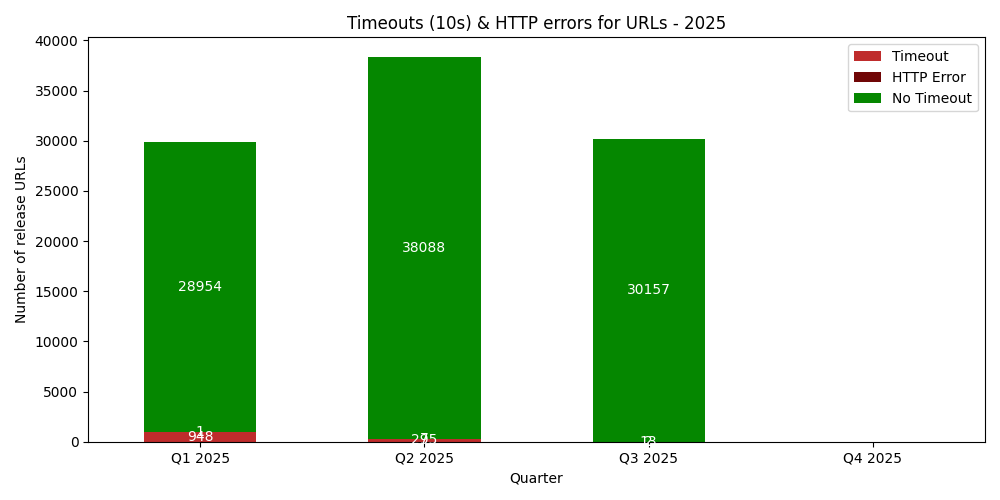 Timeouts (10s) & HTTP errors for URLs - 2025
40000
35000
30000
25000
20000
15000
10000
5000
0
Number of release URLs
Timeout
HTTP Error
No Timeout
28954
1
948
38088
295
30157
Q1 2025
Q2 2025
Q3 2025
Q4 2025
Quarter